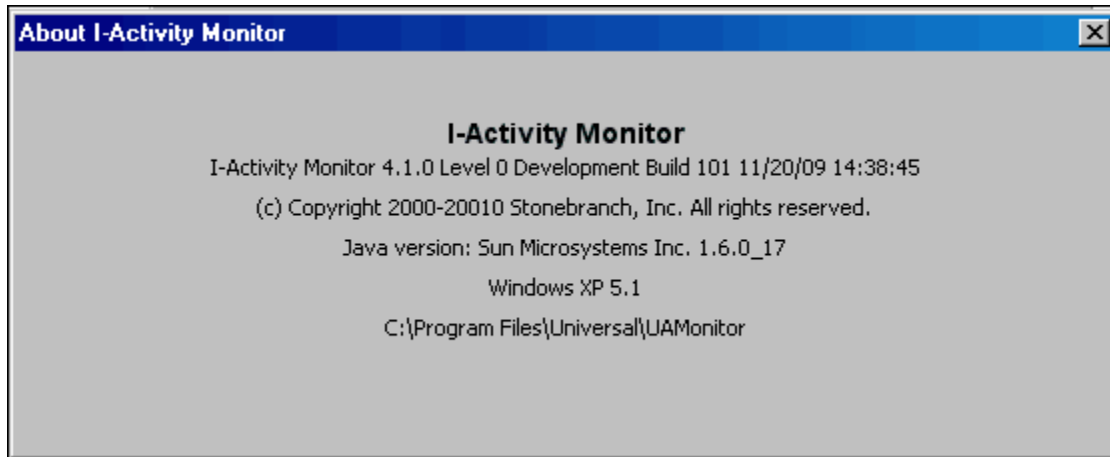 About I-Activity Monitor
I-Activity Monitor
I-Activity Monitor 4.1.0 Level 0 Development Build 101 11/20/09 14:38:45
(c) Copyright 2000-20010 Stonebranch, Inc. All rights reserved.
Java version: Sun Microsystems Inc. 1.6.0_17
Windows XP 5.1
C:\Program Files\Universal\UAMonitor